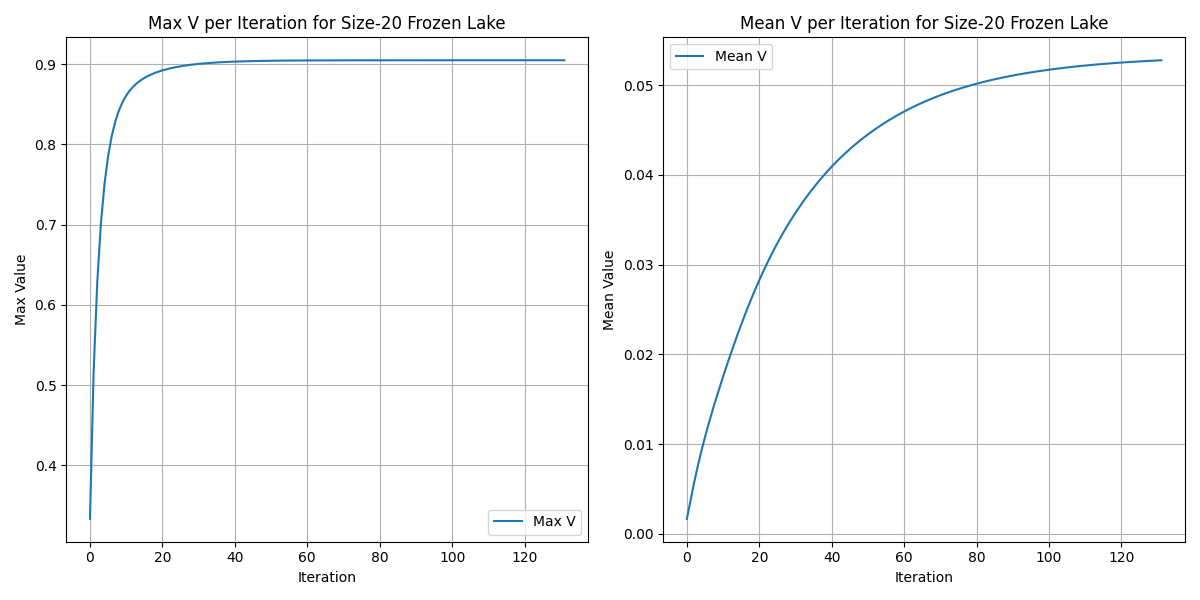 Max V per Iteration for Size-20 Frozen Lake
Max Value
0.9
0.8
0.7
0.6
0.5
0.4
Max V
0 20 40 60 80 100 120
Iteration
Mean V per Iteration for Size-20 Frozen Lake
Mean V
Mean Value
0.05
0.04
0.03
0.02
0.01
0.00
0 20 40 60 80 100 120
Iteration